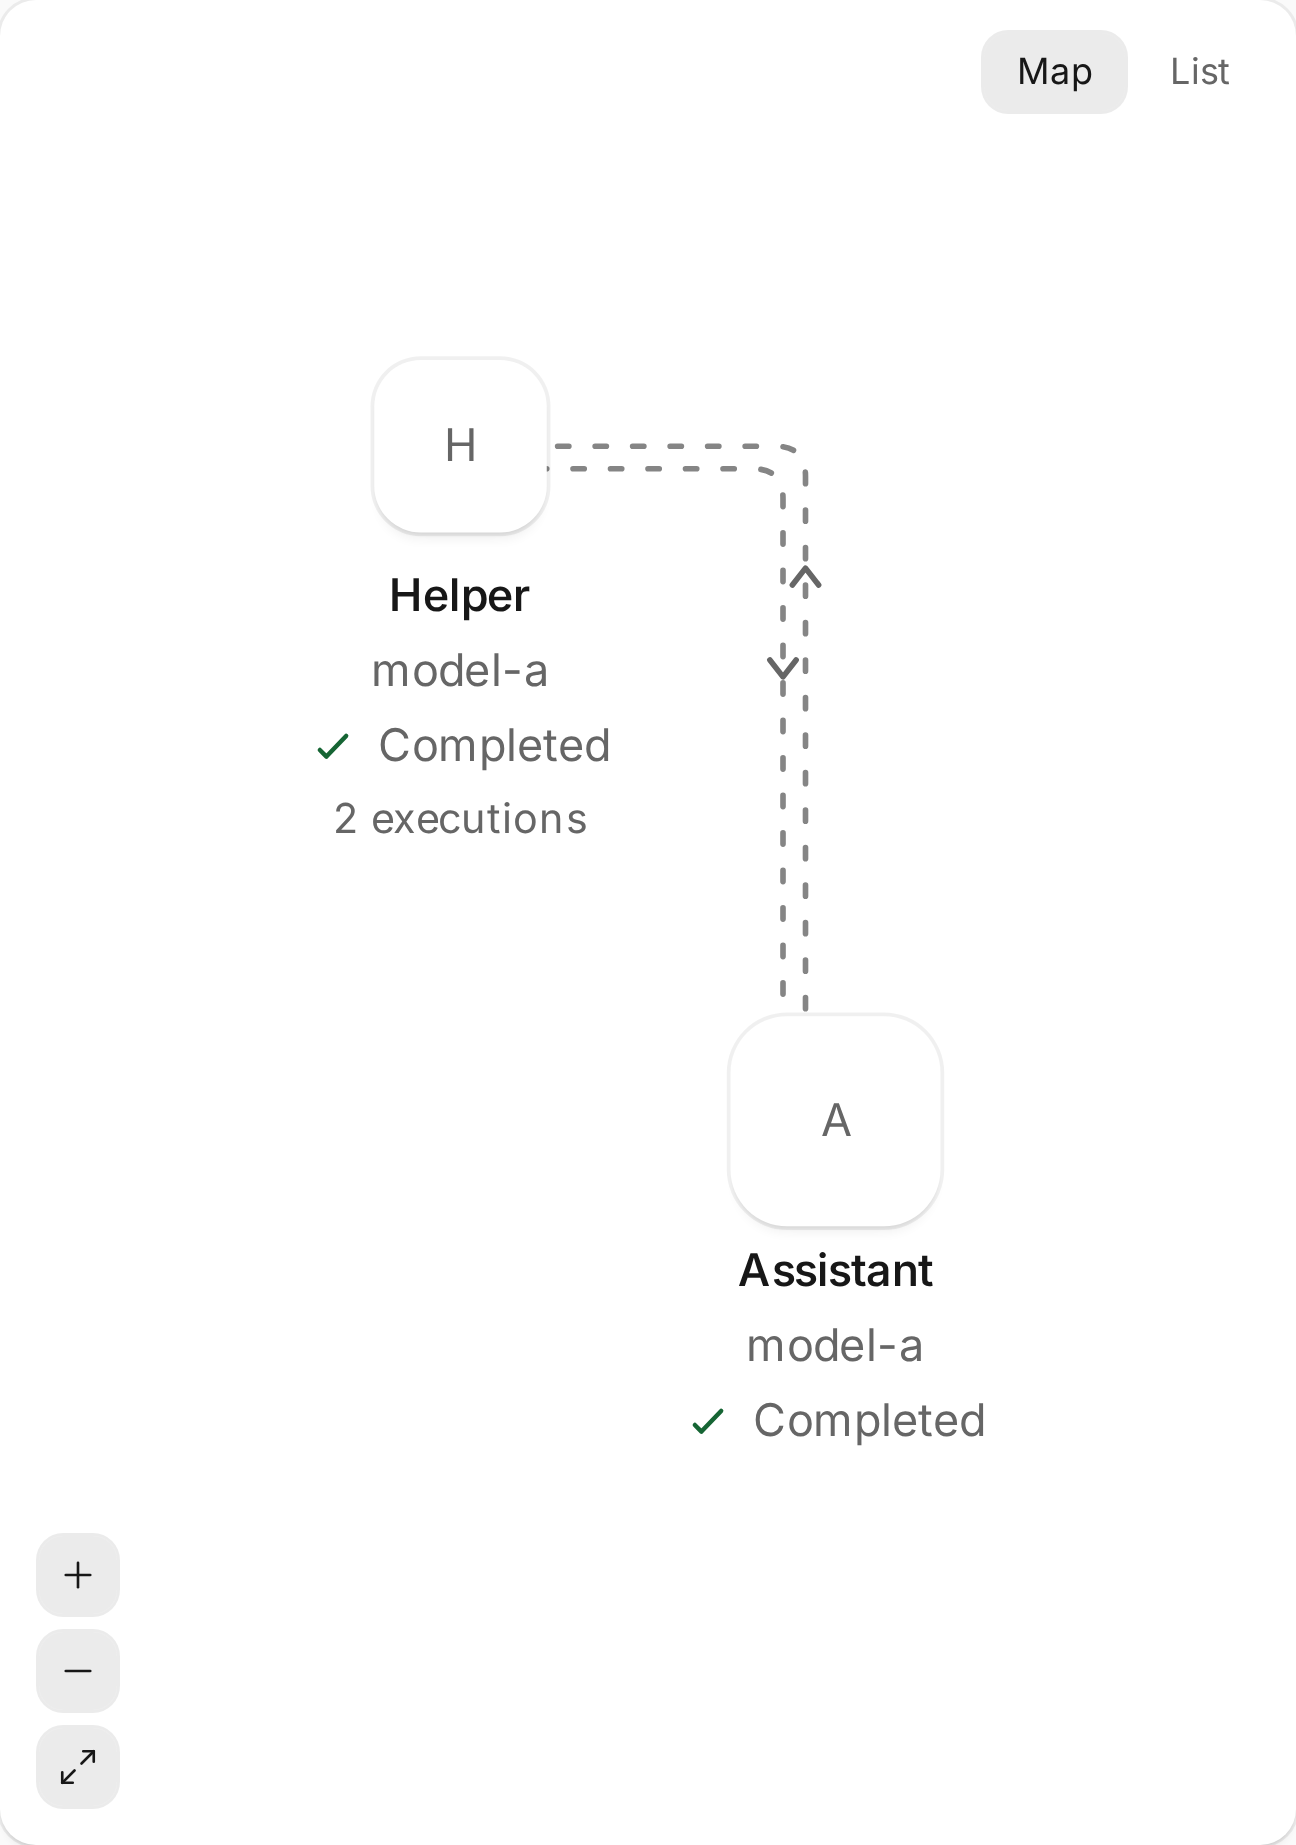 Map
List
H
Helper
model-a
Completed
2 executions
A
Assistant
model-a
Completed